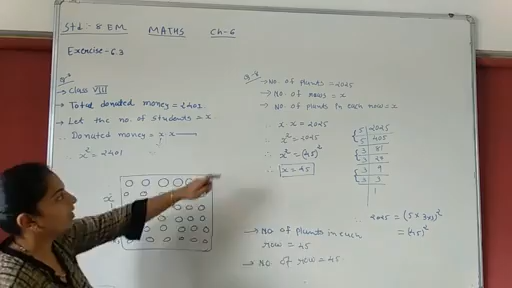 Std:- 8 EM MATHS Ch-6
Exercise-6.3
→ Class VIII
→ Total donated money = 2401
→ Let the no. of students = x
∴ Donated money = x x
∴ x² = 2401
Q-8 → No. of plants = 2025
→ No. of rows = x
→ No. of plants in each row = x
∴ x · x = 2025
∴ x² = 2025
∴ x² = (45)²
∴ x = 45
5 2025
5 405
3 81
3 27
3 9
3 3
1
∴ 2025 = (5×3×3)²
= (45)²
→ No. of plants in each
row = 45
→ No. of row = 45